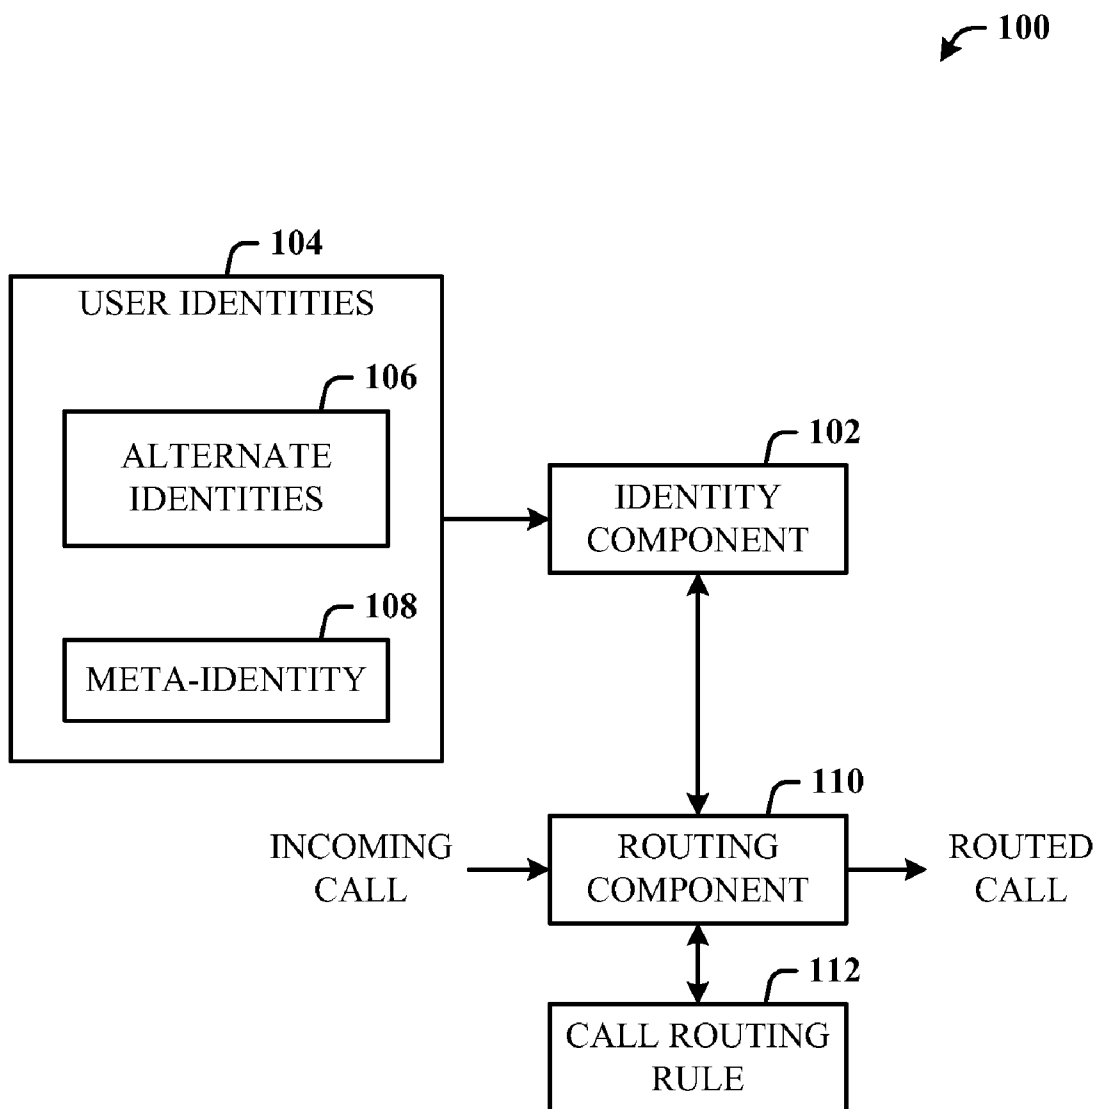 100
104
USER IDENTITIES
106
ALTERNATE
IDENTITIES
102
IDENTITY
COMPONENT
108
META-IDENTITY
110
INCOMING
CALL
ROUTING
COMPONENT
ROUTED
CALL
112
CALL ROUTING
RULE